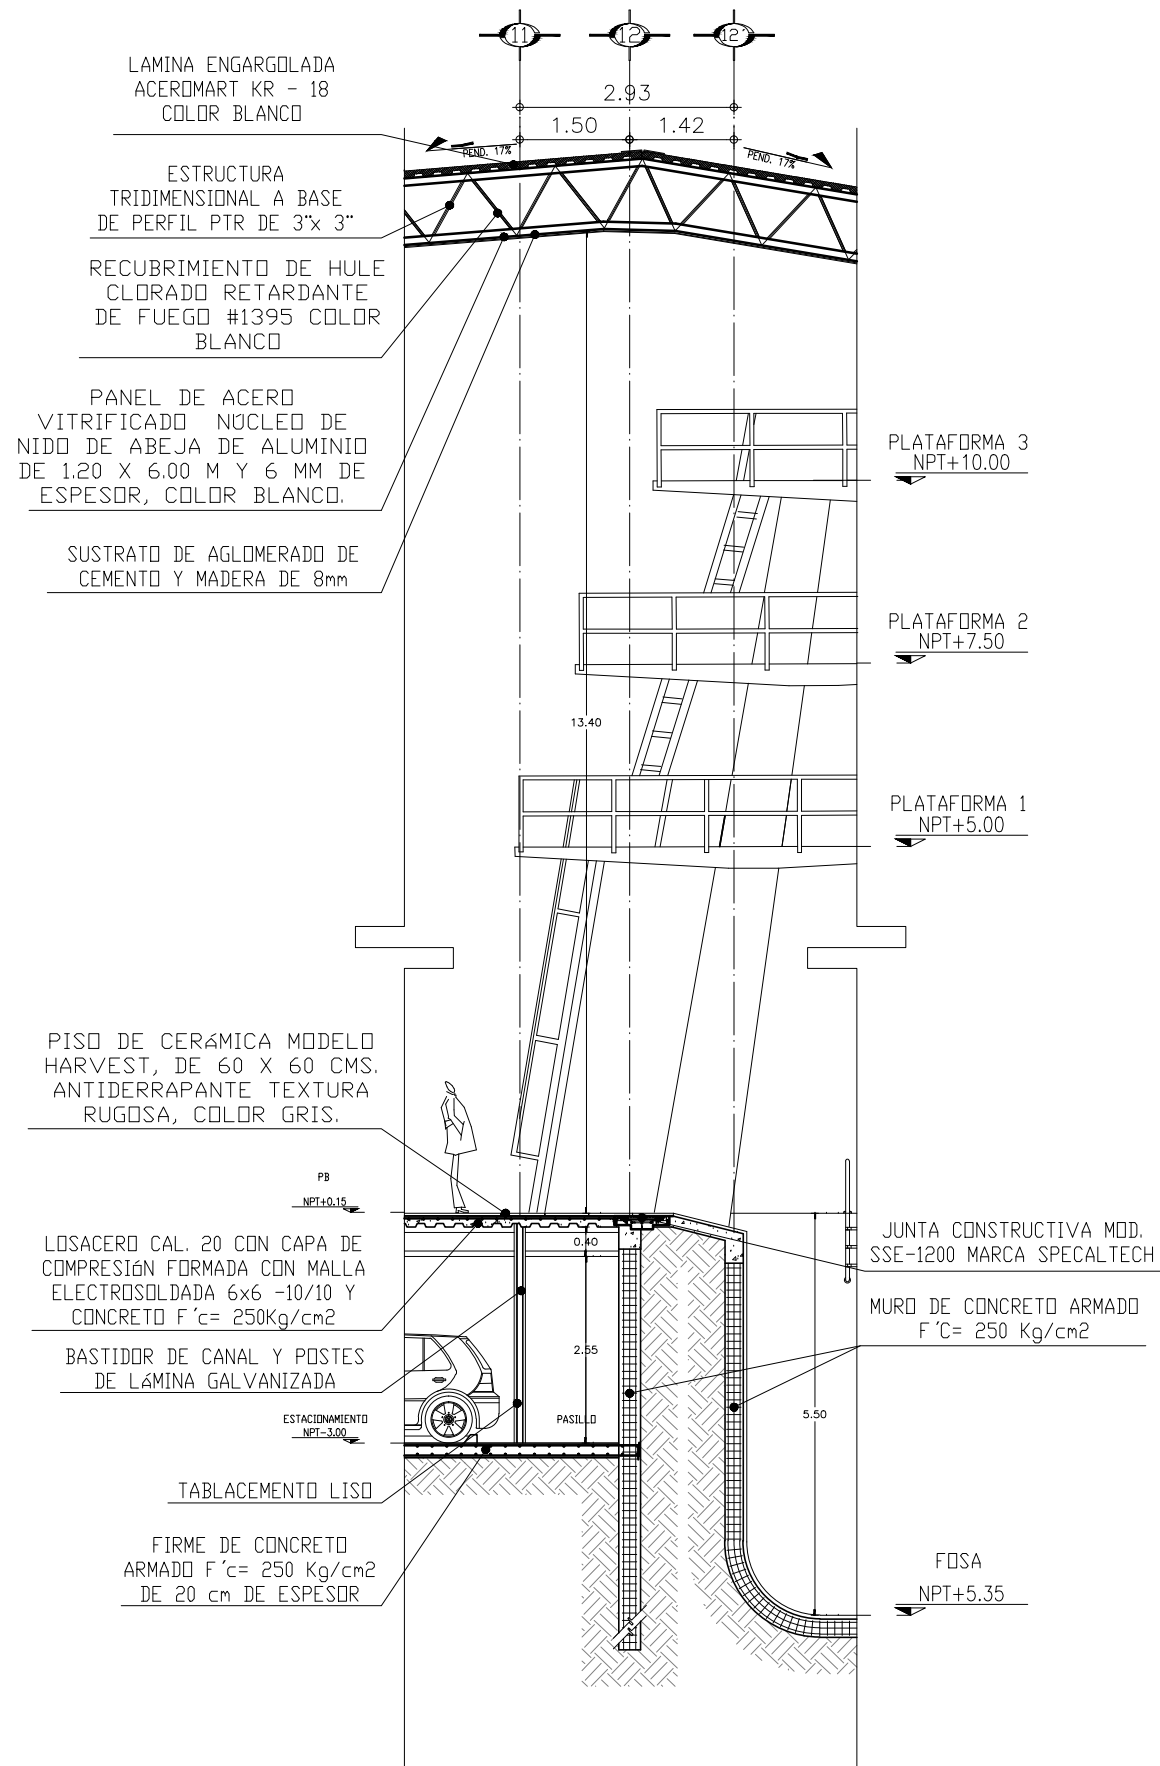 11
12
12'
2.93
1.50
1.42
PEND. 17%
PEND. 17%
LAMINA ENGARGOLADA
ACEROMART KR - 18
COLOR BLANCO
ESTRUCTURA
TRIDIMENSIONAL A BASE
DE PERFIL PTR DE 3"x 3"
RECUBRIMIENTO DE HULE
CLORADO RETARDANTE
DE FUEGO #1395 COLOR
BLANCO
PANEL DE ACERO
VITRIFICADO NÚCLEO DE
NIDO DE ABEJA DE ALUMINIO
DE 1.20 X 6.00 M Y 6 MM DE
ESPESOR, COLOR BLANCO.
SUSTRATO DE AGLOMERADO DE
CEMENTO Y MADERA DE 8mm
PLATAFORMA 3
NPT+10.00
PLATAFORMA 2
NPT+7.50
13.40
PLATAFORMA 1
NPT+5.00
PISO DE CERáMICA MODELO
HARVEST, DE 60 X 60 CMS.
ANTIDERRAPANTE TEXTURA
RUGOSA, COLOR GRIS.
PB
NPT+0.15
LOSACERO CAL. 20 CON CAPA DE
COMPRESIóN FORMADA CON MALLA
ELECTROSOLDADA 6x6 -10/10 Y
CONCRETO F´c= 250Kg/cm2
0.40
JUNTA CONSTRUCTIVA MOD.
SSE-1200 MARCA SPECALTECH
MURO DE CONCRETO ARMADO
F´C= 250 Kg/cm2
BASTIDOR DE CANAL Y POSTES
DE LáMINA GALVANIZADA
2.55
5.50
ESTACIONAMIENTO
NPT-3.00
PASILLO
TABLACEMENTO LISO
FIRME DE CONCRETO
ARMADO F´c= 250 Kg/cm2
DE 20 cm DE ESPESOR
FOSA
NPT+5.35